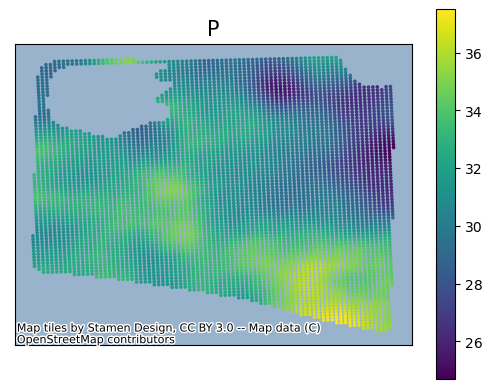 P
36
34
32
30
28
26
Map tiles by Stamen Design, CC BY 3.0 -- Map data (C)
OpenStreetMap contributors